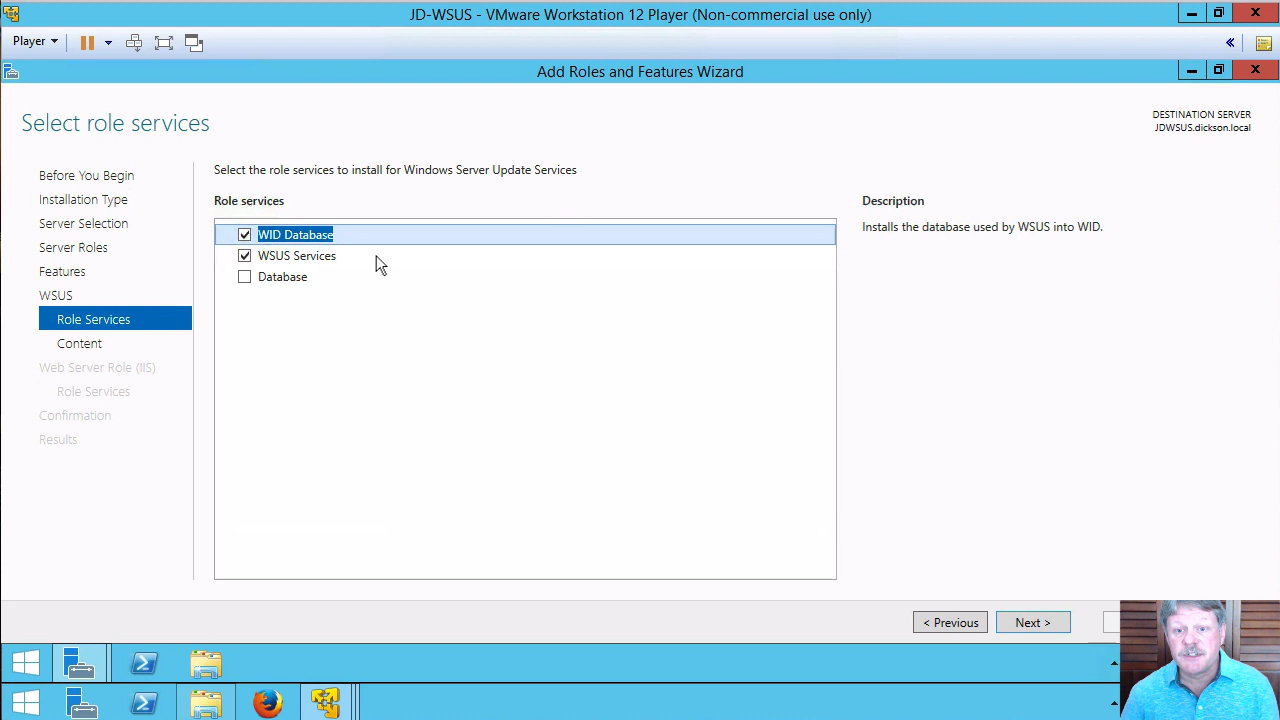 JD-WSUS - VMware Workstation 12 Player (Non-commercial use only)
Player
Add Roles and Features Wizard
Select role services
DESTINATION SERVER
JDWSUS.dickson.local
Before You Begin
Installation Type
Server Selection
Server Roles
Features
WSUS
Role Services
Content
Web Server Role (IIS)
Role Services
Confirmation
Results
Select the role services to install for Windows Server Update Services
Role services
WID Database
WSUS Services
Database
Description
Installs the database used by WSUS into WID.
< Previous
Next >